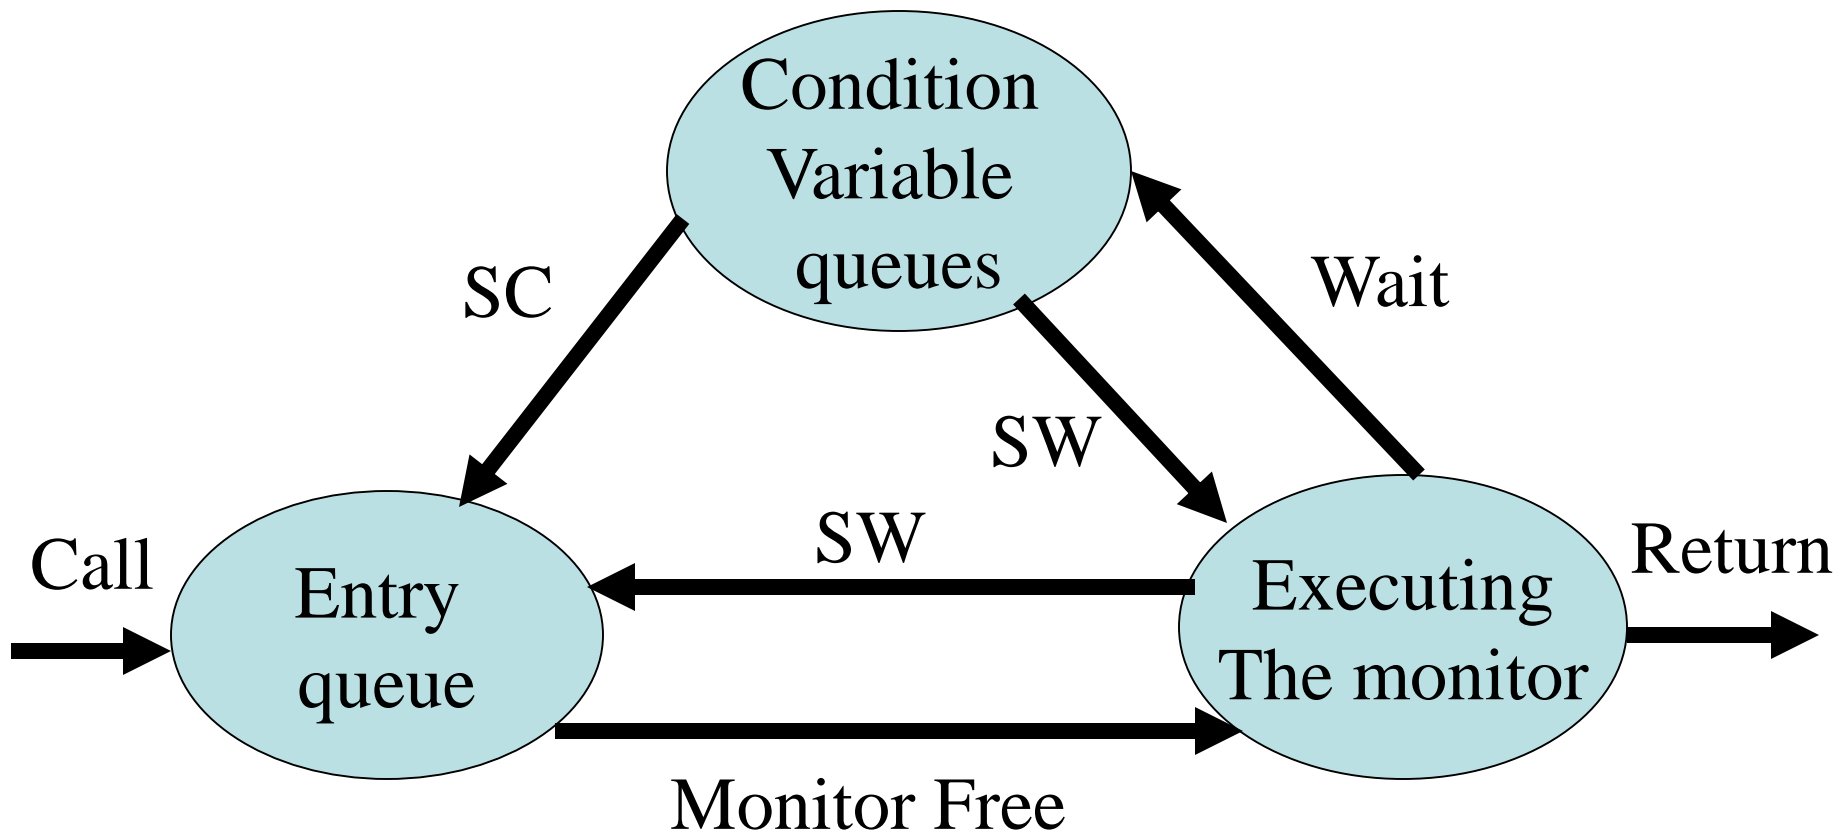 Condition
Variable
queues
SC
Wait
SW
SW
Call
Entry
queue
Executing
The monitor
Return
Monitor Free